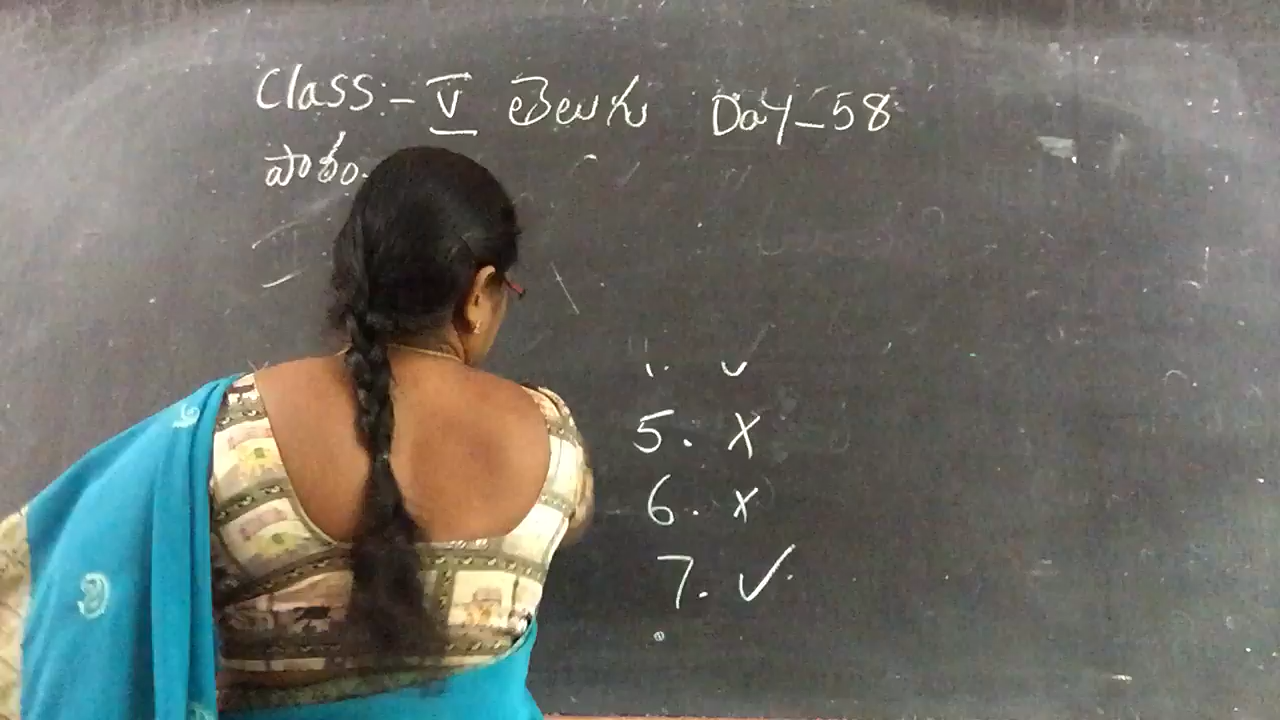 Class:- V తెలుగు Day-58
పాఠం.
5. X
6. X
7. ✓.